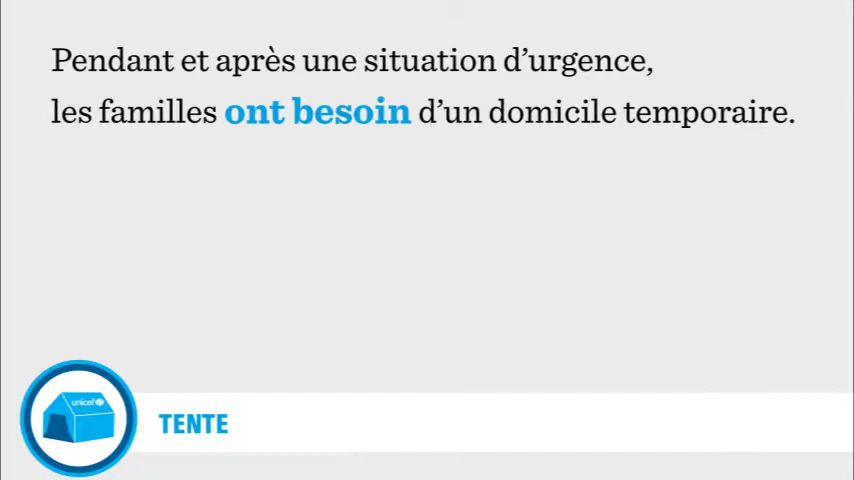 Pendant et après une situation d’urgence,
les familles ont besoin d’un domicile temporaire.
unicef
TENTE